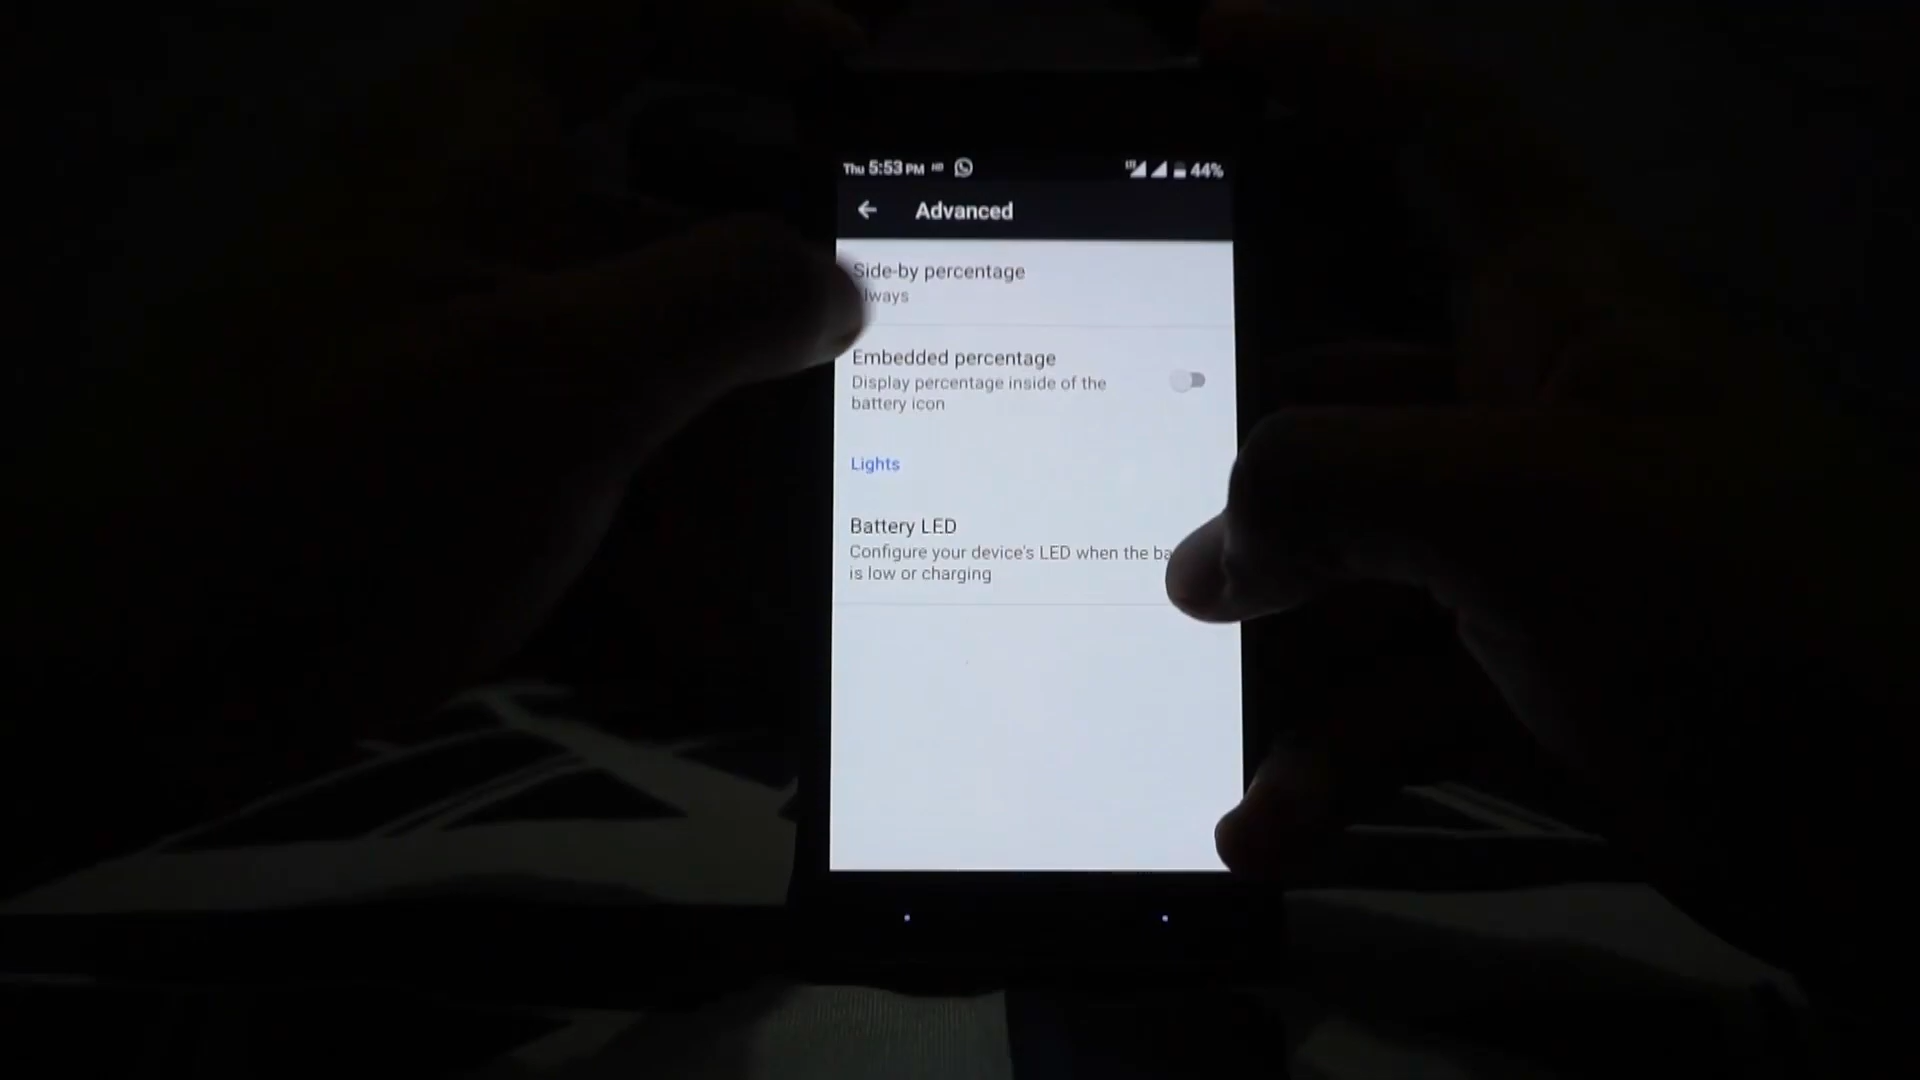 Thu 5:53 PM HD 44%
Advanced
Side-by percentage
lways
Embedded percentage
Display percentage inside of the
battery icon
Lights
Battery LED
Configure your device's LED when the ba
is low or charging